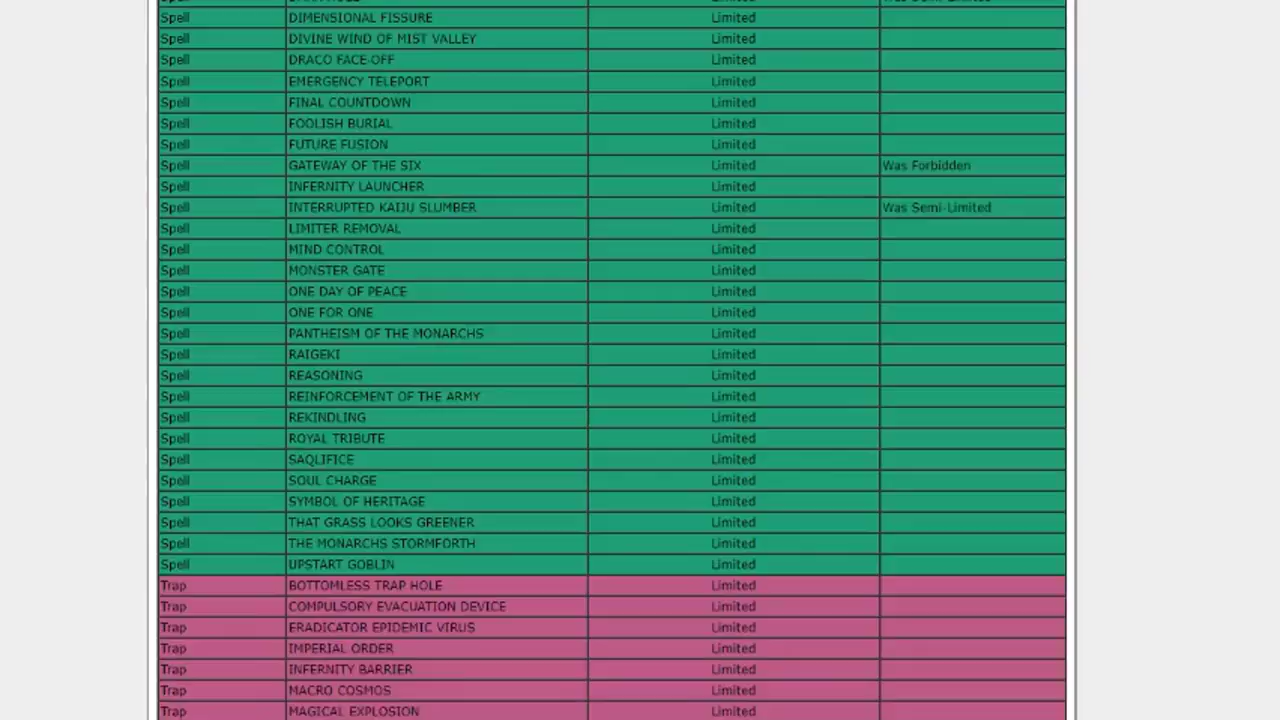 Spell DIMENSIONAL FISSURE Limited
Spell DIVINE WIND OF MIST VALLEY Limited
Spell DRACO FACE-OFF Limited
Spell EMERGENCY TELEPORT Limited
Spell FINAL COUNTDOWN Limited
Spell FOOLISH BURIAL Limited
Spell FUTURE FUSION Limited
Spell GATEWAY OF THE SIX Limited Was Forbidden
Spell INFERNITY LAUNCHER Limited
Spell INTERRUPTED KAIJU SLUMBER Limited Was Semi-Limited
Spell LIMITER REMOVAL Limited
Spell MIND CONTROL Limited
Spell MONSTER GATE Limited
Spell ONE DAY OF PEACE Limited
Spell ONE FOR ONE Limited
Spell PANTHEISM OF THE MONARCHS Limited
Spell RAIGEKI Limited
Spell REASONING Limited
Spell REINFORCEMENT OF THE ARMY Limited
Spell REKINDLING Limited
Spell ROYAL TRIBUTE Limited
Spell SAQLIFICE Limited
Spell SOUL CHARGE Limited
Spell SYMBOL OF HERITAGE Limited
Spell THAT GRASS LOOKS GREENER Limited
Spell THE MONARCHS STORMFORTH Limited
Spell UPSTART GOBLIN Limited
Trap BOTTOMLESS TRAP HOLE Limited
Trap COMPULSORY EVACUATION DEVICE Limited
Trap ERADICATOR EPIDEMIC VIRUS Limited
Trap IMPERIAL ORDER Limited
Trap INFERNITY BARRIER Limited
Trap MACRO COSMOS Limited
Trap MAGICAL EXPLOSION Limited